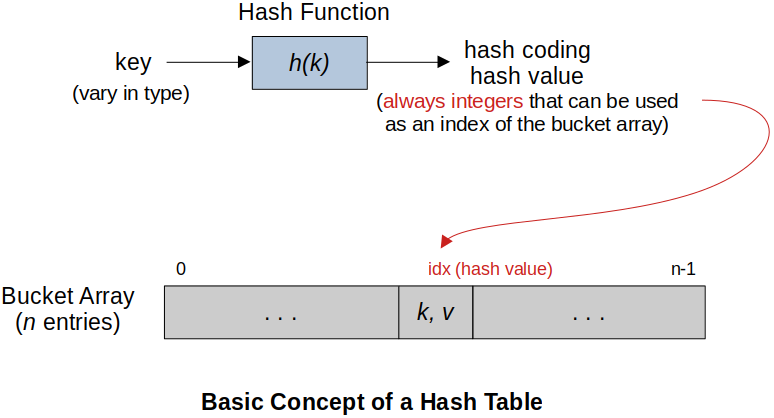 Hash Function
key
(vary in type)
h(k)
hash coding
hash value
(always integers that can be used
as an index of the bucket array)
0
idx (hash value)
n-1
Bucket Array
(n entries)
. . .
k, v
. . .
Basic Concept of a Hash Table